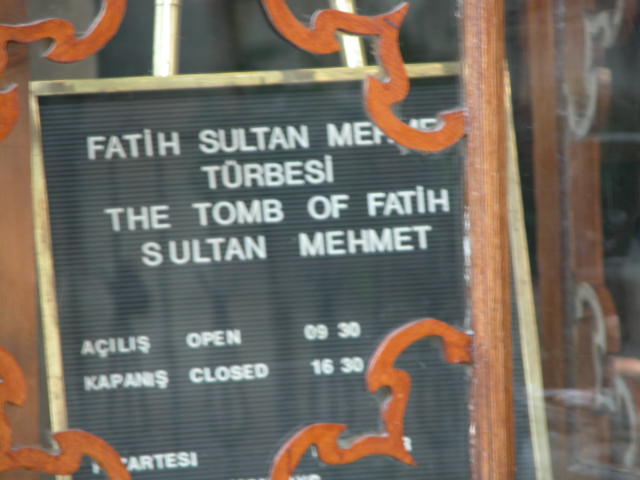 FATİH SULTAN
TÜRBESİ
THE TOMB OF FATİH
SULTAN MEHMET
AÇILIŞ OPEN 09 30
KAPANIŞ CLOSED 16 30